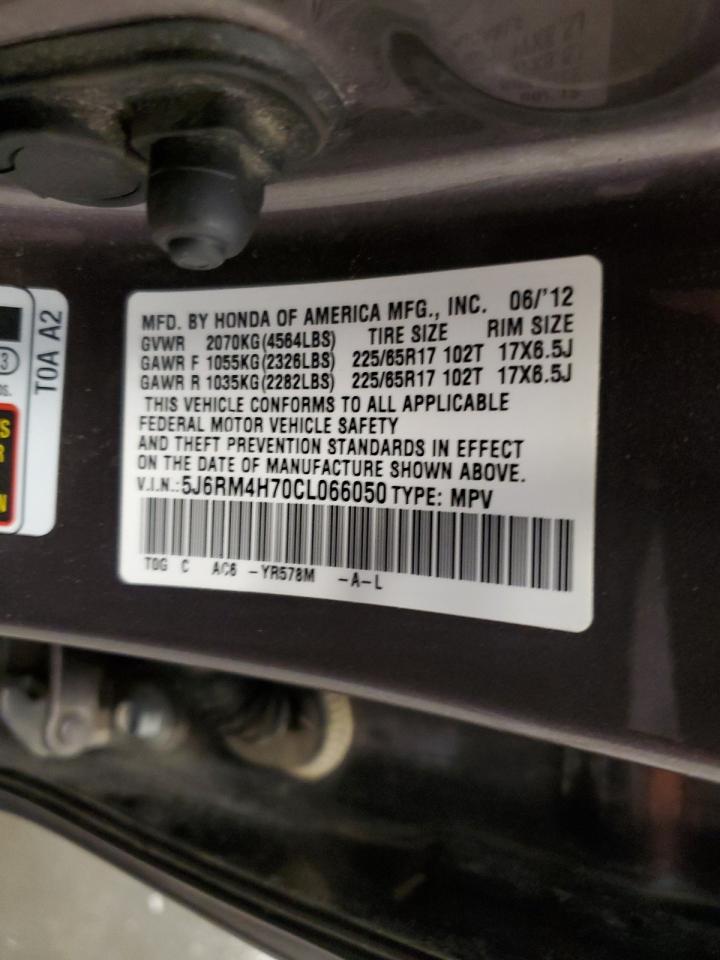 MFD. BY HONDA OF AMERICA MFG., INC. 06/'12
GVWR 2070KG(4564LBS) TIRE SIZE RIM SIZE
GAWR F 1055KG(2326LBS) 225/65R17 102T 17X6.5J
GAWR R 1035KG(2282LBS) 225/65R17 102T 17X6.5J
THIS VEHICLE CONFORMS TO ALL APPLICABLE
FEDERAL MOTOR VEHICLE SAFETY
AND THEFT PREVENTION STANDARDS IN EFFECT
ON THE DATE OF MANUFACTURE SHOWN ABOVE.
V.I.N.:5J6RM4H70CL066050 TYPE: MPV
T0G C AC6 -YR578M -A-L
T0A A2
3